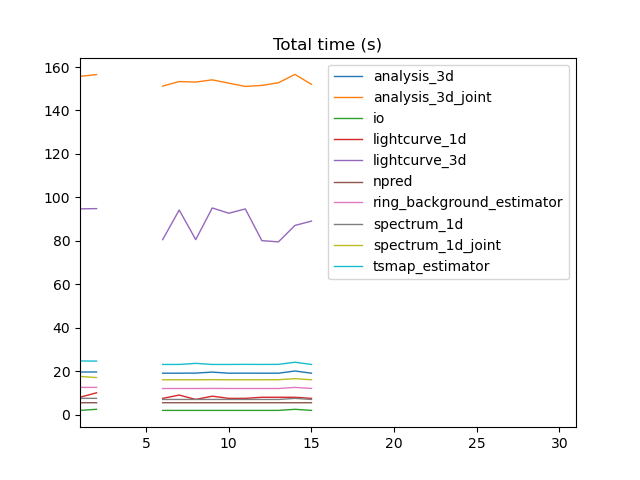 Total time (s)
160
140
120
100
80
60
40
20
0
5
10
15
20
25
30
analysis_3d
analysis_3d_joint
io
lightcurve_1d
lightcurve_3d
npred
ring_background_estimator
spectrum_1d
spectrum_1d_joint
tsmap_estimator